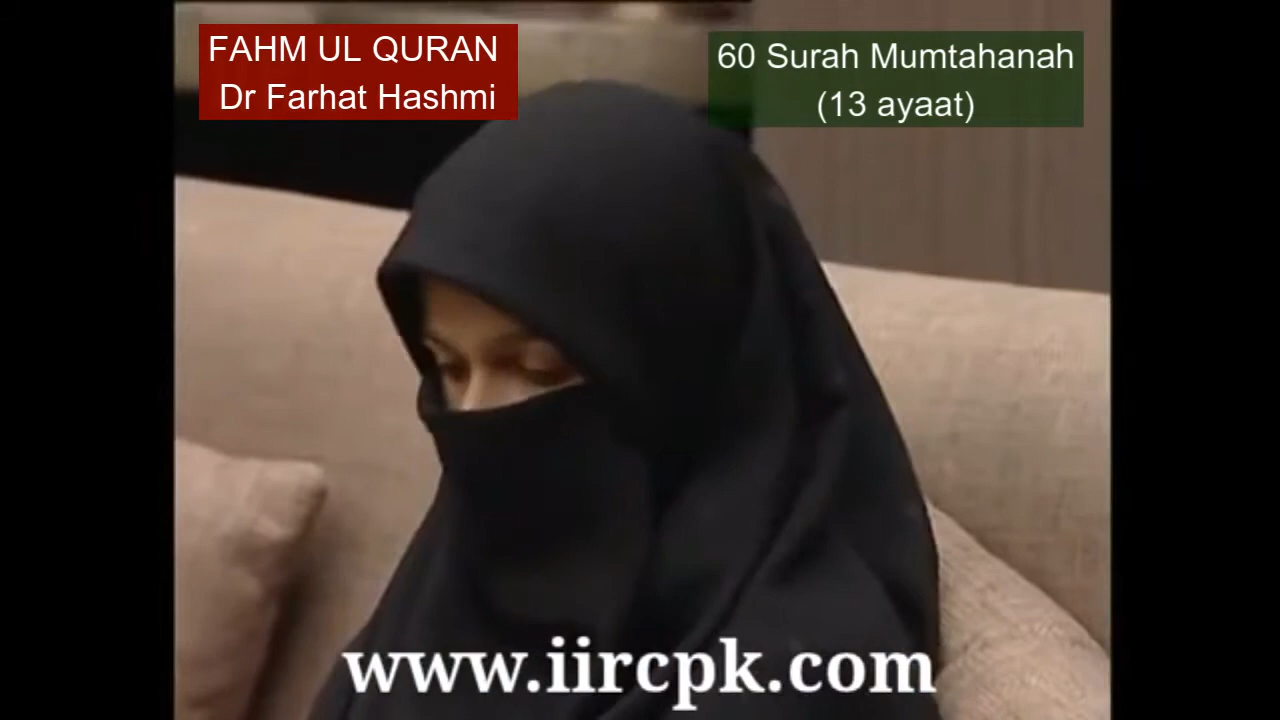 FAHM UL QURAN
Dr Farhat Hashmi
60 Surah Mumtahanah
(13 ayaat)
www.iircpk.com